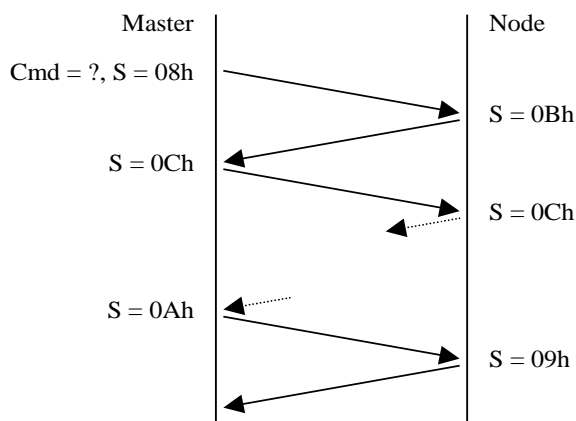 Master
Node
Cmd = ?, S = 08h
S = 0Bh
S = 0Ch
S = 0Ch
S = 0Ah
S = 09h